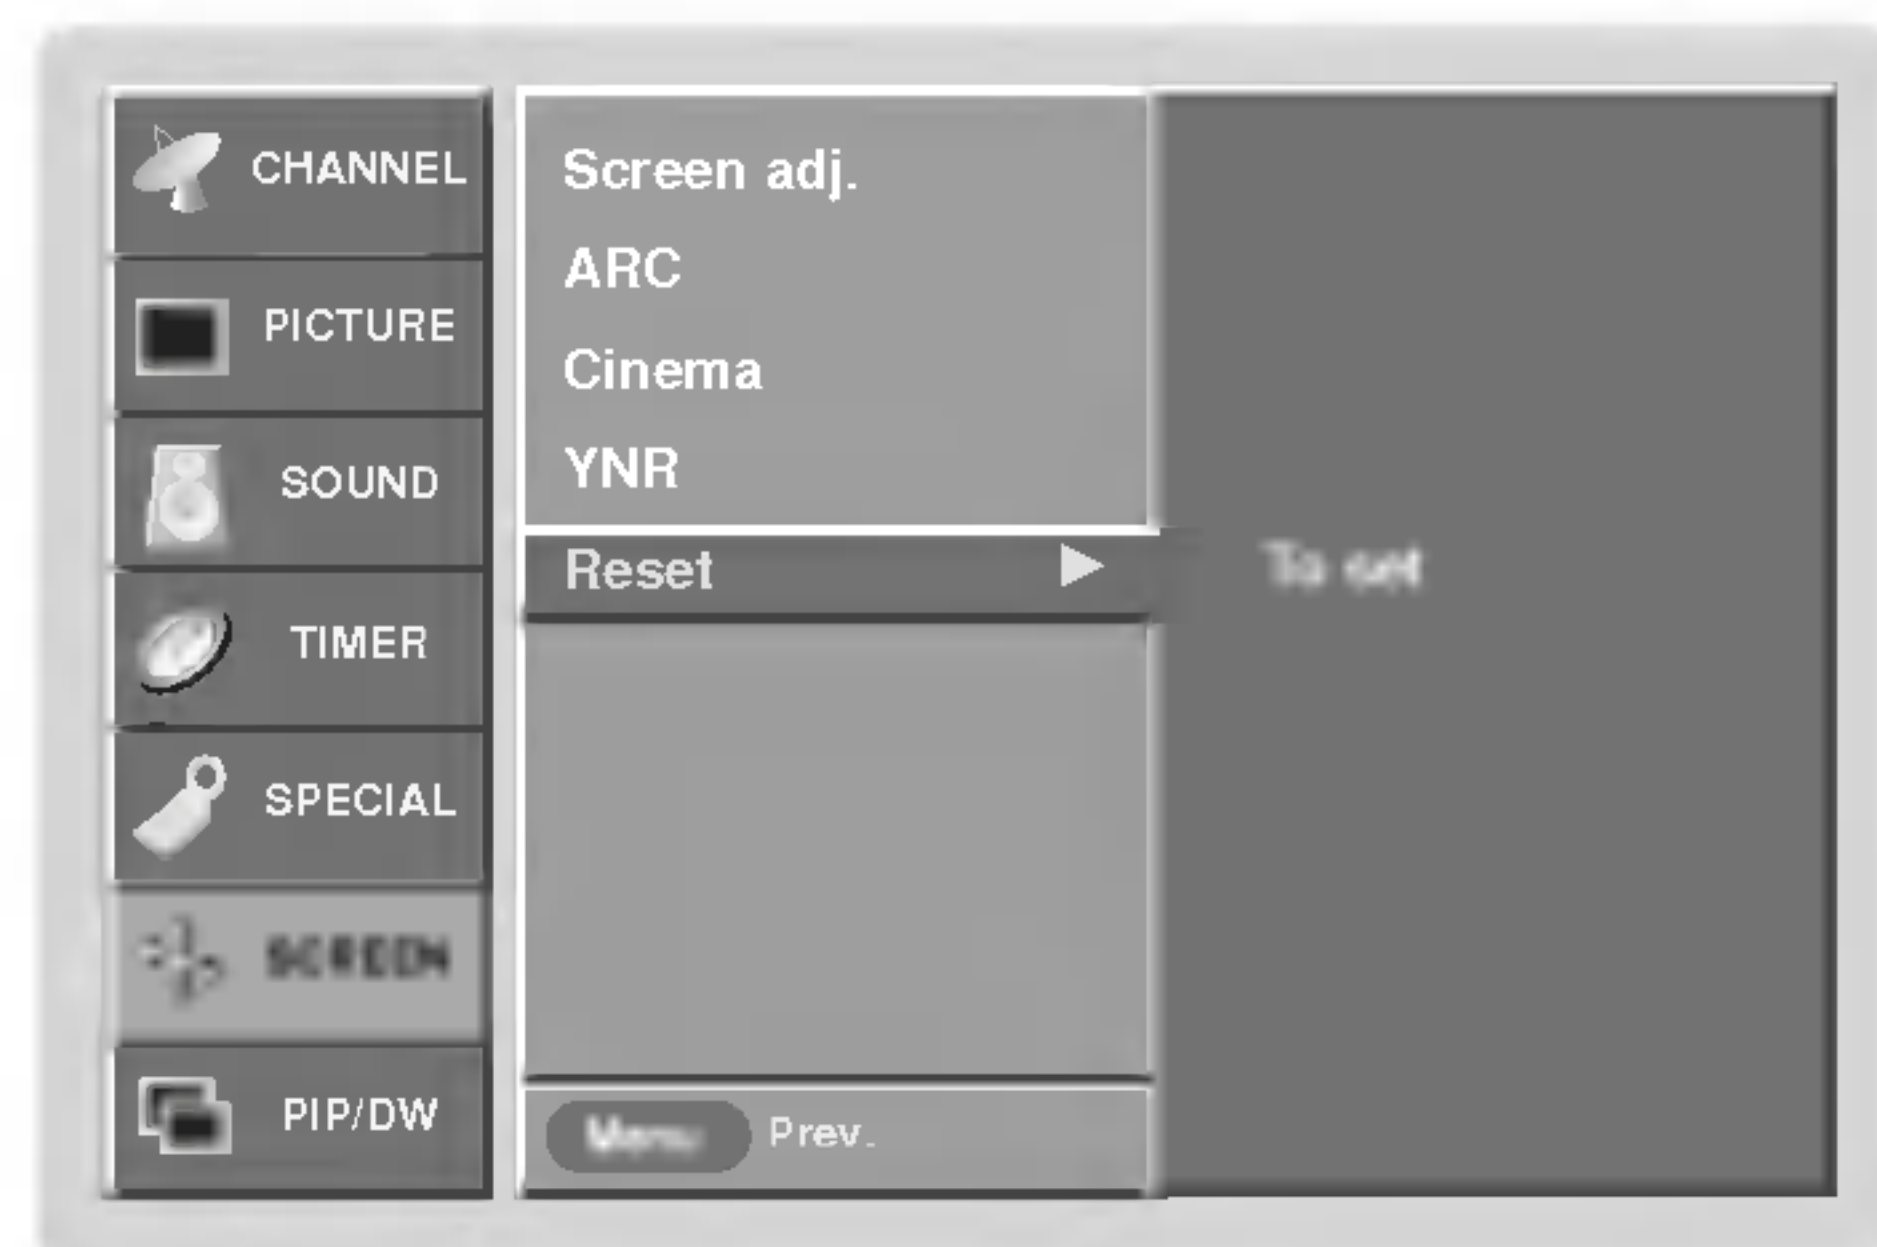 CHANNEL
PICTURE
SOUND
TIMER
SPECIAL
SCREEN
PIP/DW
Screen adj.
ARC
Cinema
YNR
Reset
To set
Menu Prev.